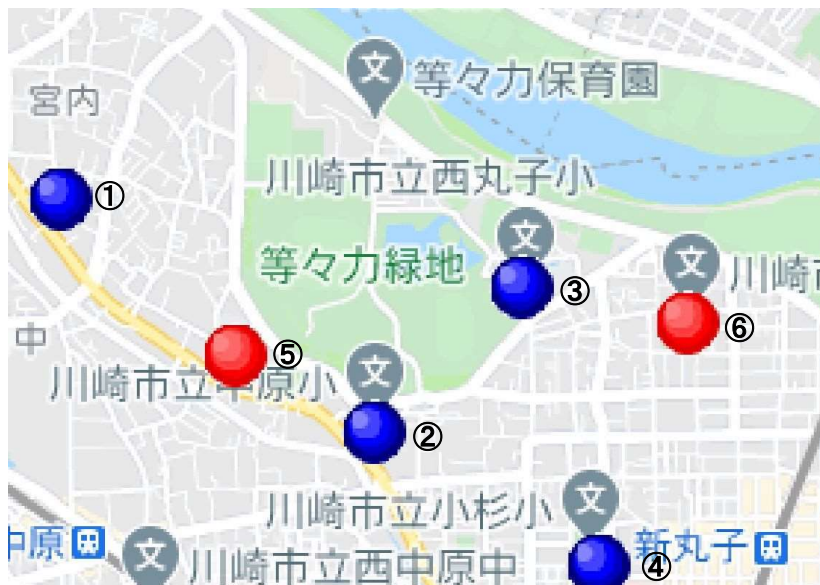 等々力保育園
宮内
川崎市立西丸子小
①
等々力緑地
③
川崎市
⑥
中
⑤
川崎市立中原小
②
川崎市立小杉小
中原
新丸子
④
川崎市立西中原中